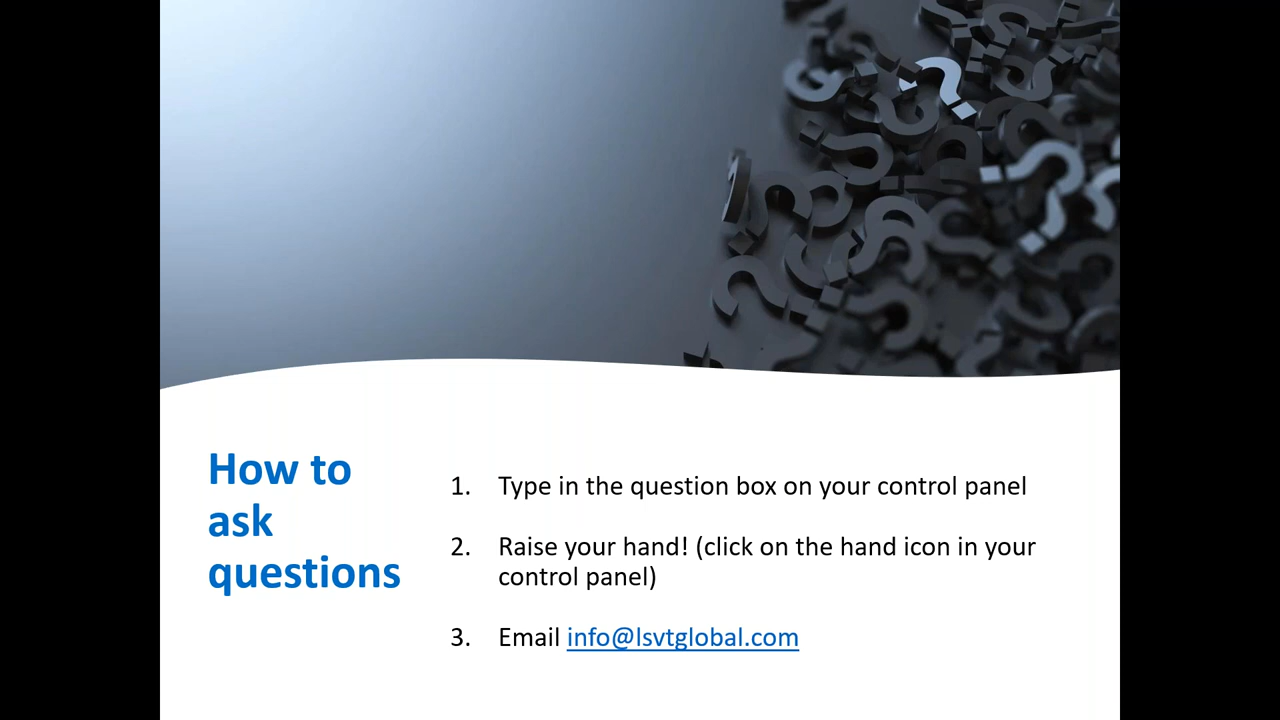 How to
ask
questions
1. Type in the question box on your control panel
2. Raise your hand! (click on the hand icon in your
control panel)
3. Email info@lsvtglobal.com